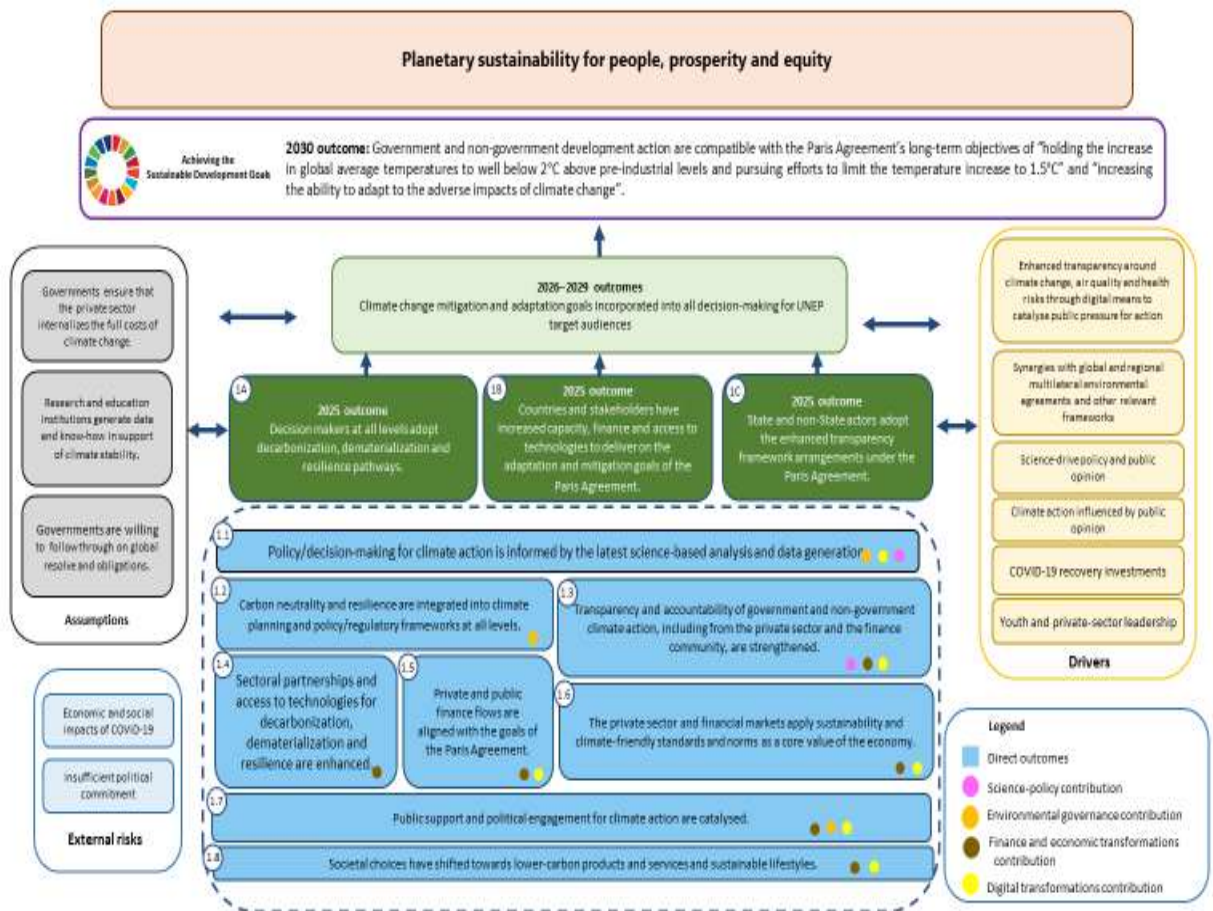 Planetary sustainability for people, prosperity and equity
Achieving the
Sustainable Development Goals
2030 outcome: Government and non-government development action are compatible with the Paris Agreement's long-term objectives of "holding the increase
in global average temperatures to well below 2°C above pre-industrial levels and pursuing efforts to limit the temperature increase to 1.5°C" and "increasing
the ability to adapt to the adverse impacts of climate change".
Governments ensure that
the private sector
internalizes the full costs of
climate change.
Research and education
institutions generate data
and know-how in support
of climate stability.
Governments are willing
to follow through on global
resolve and obligations.
Assumptions
Economic and social
impacts of COVID-19
Insufficient political
commitment
External risks
2026–2029 outcomes
Climate change mitigation and adaptation goals incorporated into all decision-making for UNEP
target audiences
1A
2025 outcome
Decision makers at all levels adopt
decarbonization, dematerialization and
resilience pathways.
1B
2025 outcome
Countries and stakeholders have
increased capacity, finance and access to
technologies to deliver on the
adaptation and mitigation goals of the
Paris Agreement.
1C
2025 outcome
State and non-State actors adopt
the enhanced transparency
framework arrangements under the
Paris Agreement.
1.1
Policy/decision-making for climate action is informed by the latest science-based analysis and data generation
1.2
Carbon neutrality and resilience are integrated into climate
planning and policy/regulatory frameworks at all levels.
1.3
Transparency and accountability of government and non-government
climate action, including from the private sector and the finance
community, are strengthened.
1.4
Sectoral partnerships and
access to technologies for
decarbonization,
dematerialization and
resilience are enhanced
1.5
Private and public
finance flows are
aligned with the goals of
the Paris Agreement.
1.6
The private sector and financial markets apply sustainability and
climate-friendly standards and norms as a core value of the economy.
1.7
Public support and political engagement for climate action are catalysed.
1.8
Societal choices have shifted towards lower-carbon products and services and sustainable lifestyles.
Enhanced transparency around
climate change, air quality and health
risks through digital means to
catalyse public pressure for action
Synergies with global and regional
multilateral environmental
agreements and other relevant
frameworks
Science-drive policy and public
opinion
Climate action influenced by public
opinion
COVID-19 recovery investments
Youth and private-sector leadership
Drivers
Legend
Direct outcomes
Science-policy contribution
Environmental governance contribution
Finance and economic transformations
contribution
Digital transformations contribution